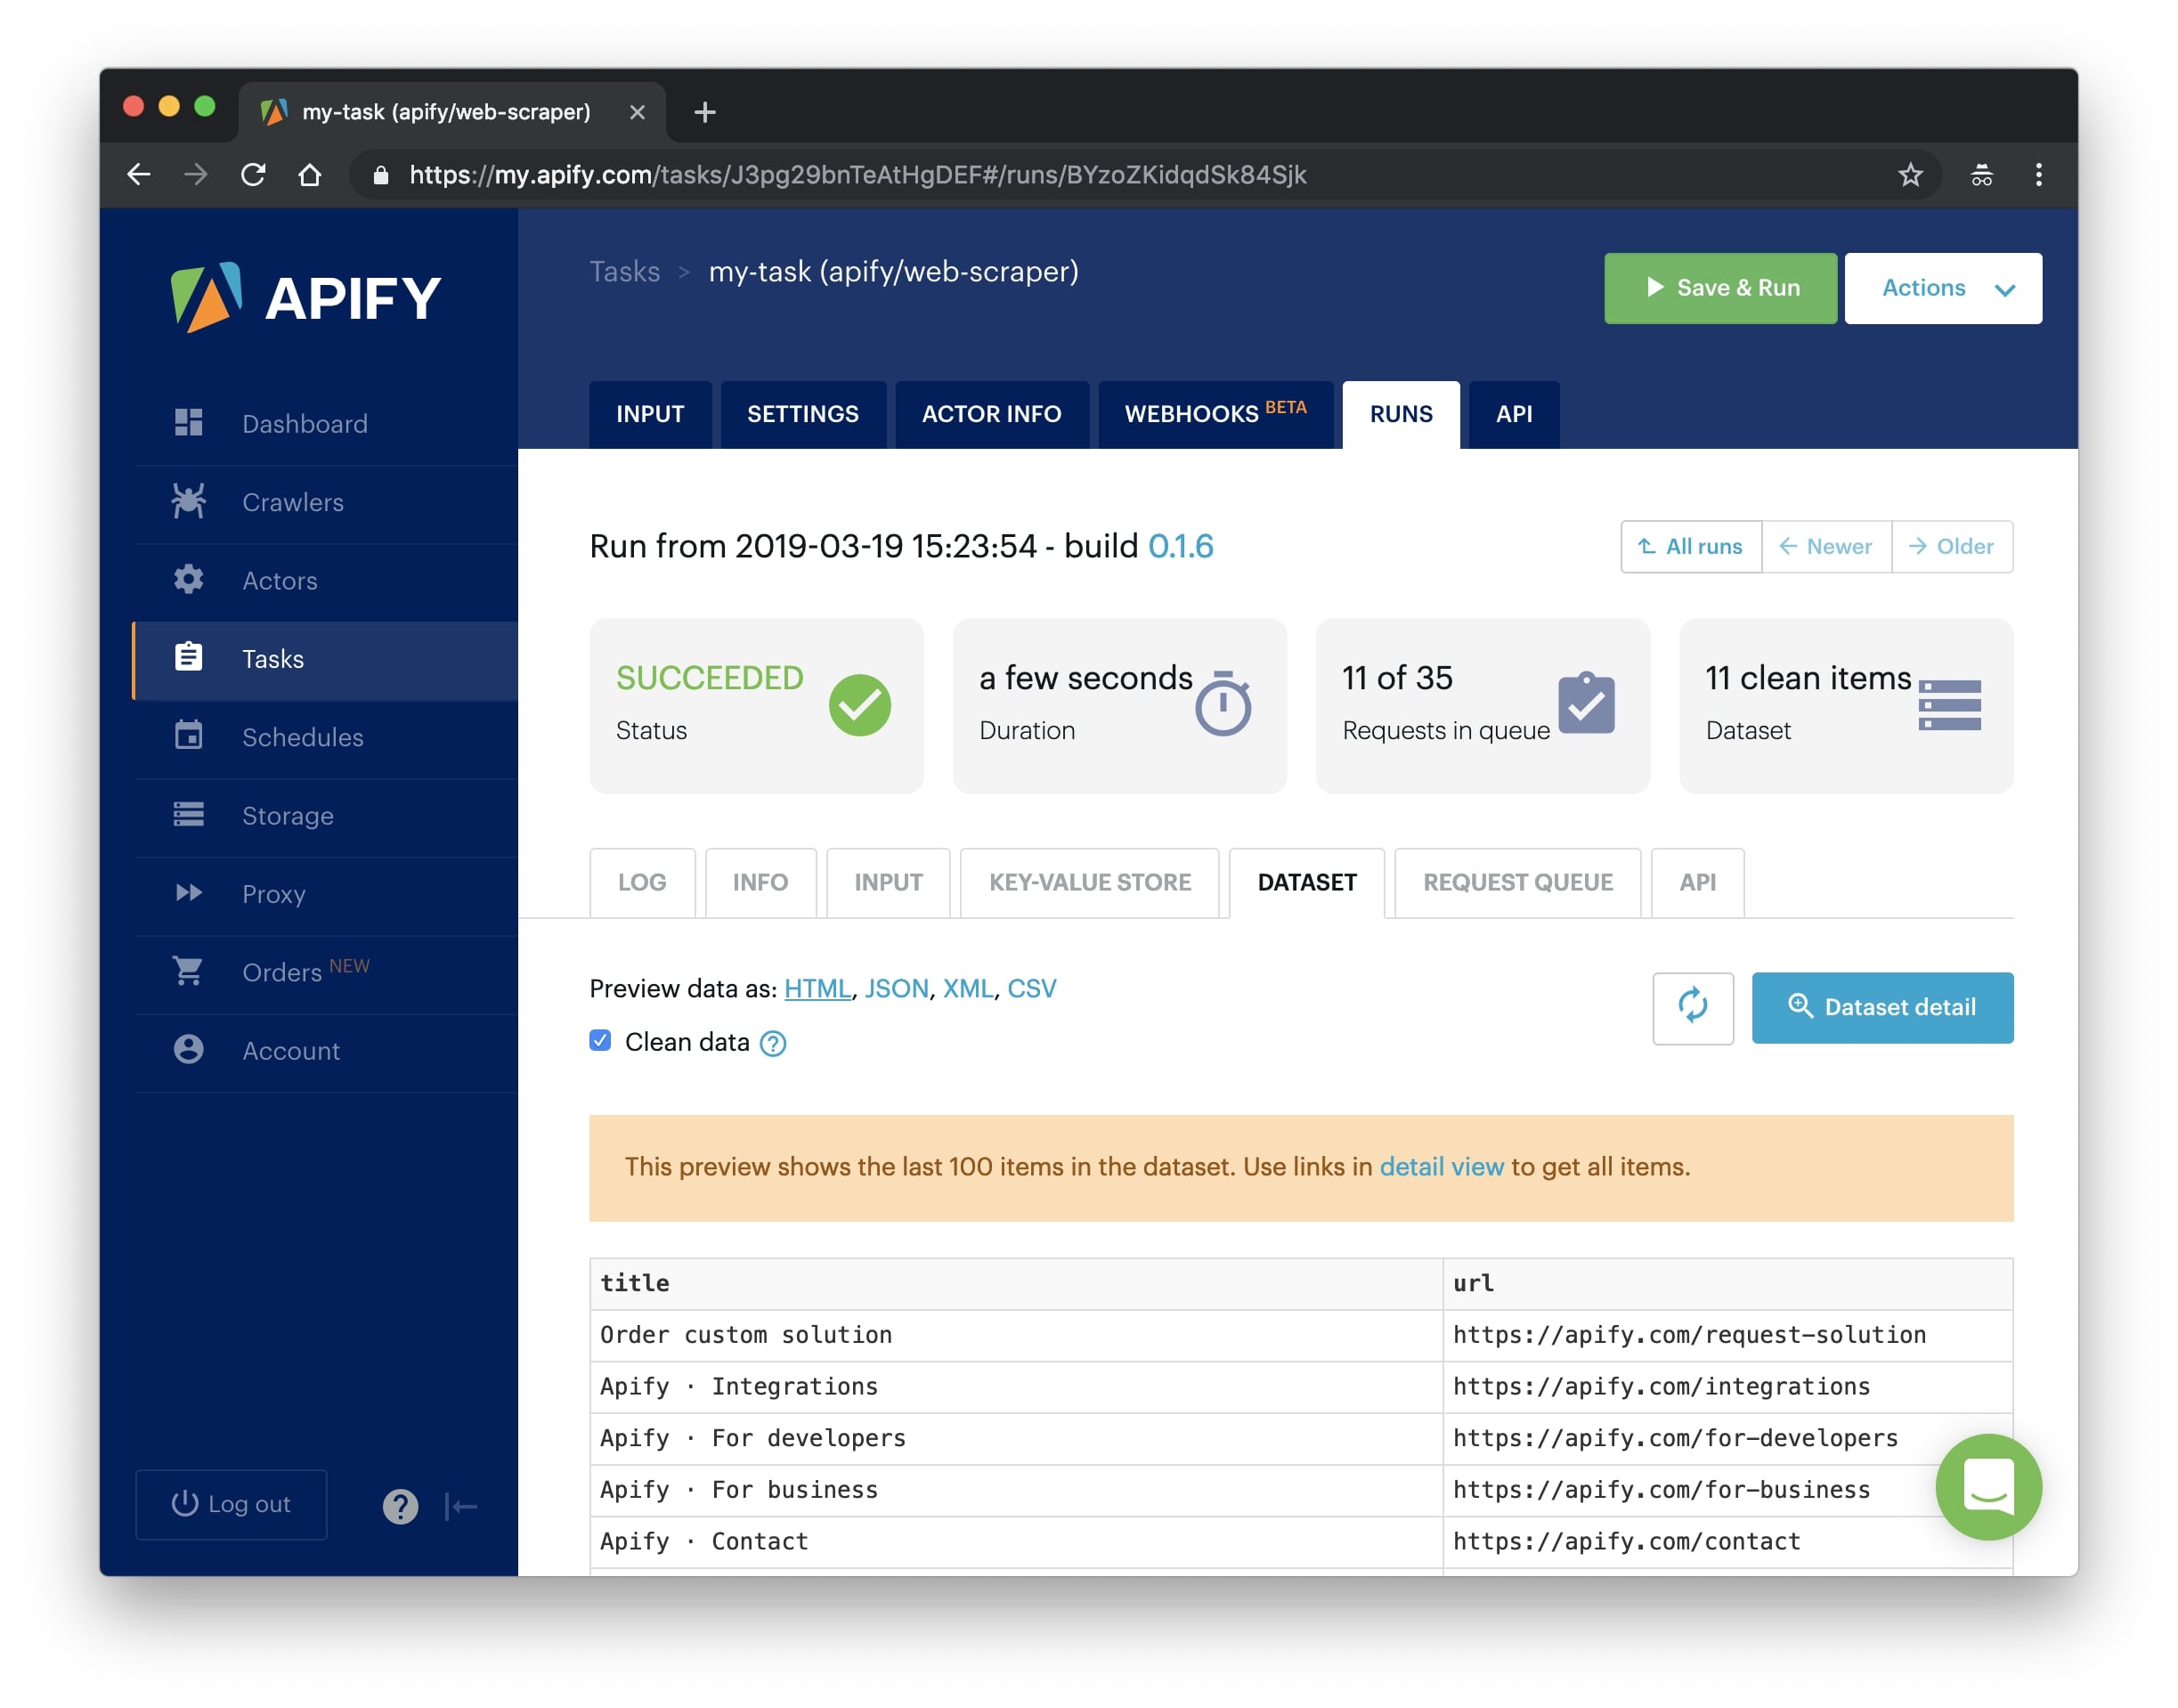 my-task (apify/web-scraper)
https://my.apify.com/tasks/J3pg29bnTeAtHgDEF#/runs/BYzoZKidqdSk84Sjk
APIFY
Dashboard
Crawlers
Actors
Tasks
Schedules
Storage
Proxy
Orders NEW
Account
Log out
Tasks > my-task (apify/web-scraper)
Save & Run
Actions
INPUT SETTINGS ACTOR INFO WEBHOOKS BETA RUNS API
Run from 2019-03-19 15:23:54 - build 0.1.6
All runs Newer Older
SUCCEEDED
Status
a few seconds
Duration
11 of 35
Requests in queue
11 clean items
Dataset
LOG INFO INPUT KEY-VALUE STORE DATASET REQUEST QUEUE API
Preview data as: HTML, JSON, XML, CSV
Clean data ?
Dataset detail
This preview shows the last 100 items in the dataset. Use links in detail view to get all items.
title url
Order custom solution https://apify.com/request-solution
Apify · Integrations https://apify.com/integrations
Apify · For developers https://apify.com/for-developers
Apify · For business https://apify.com/for-business
Apify · Contact https://apify.com/contact